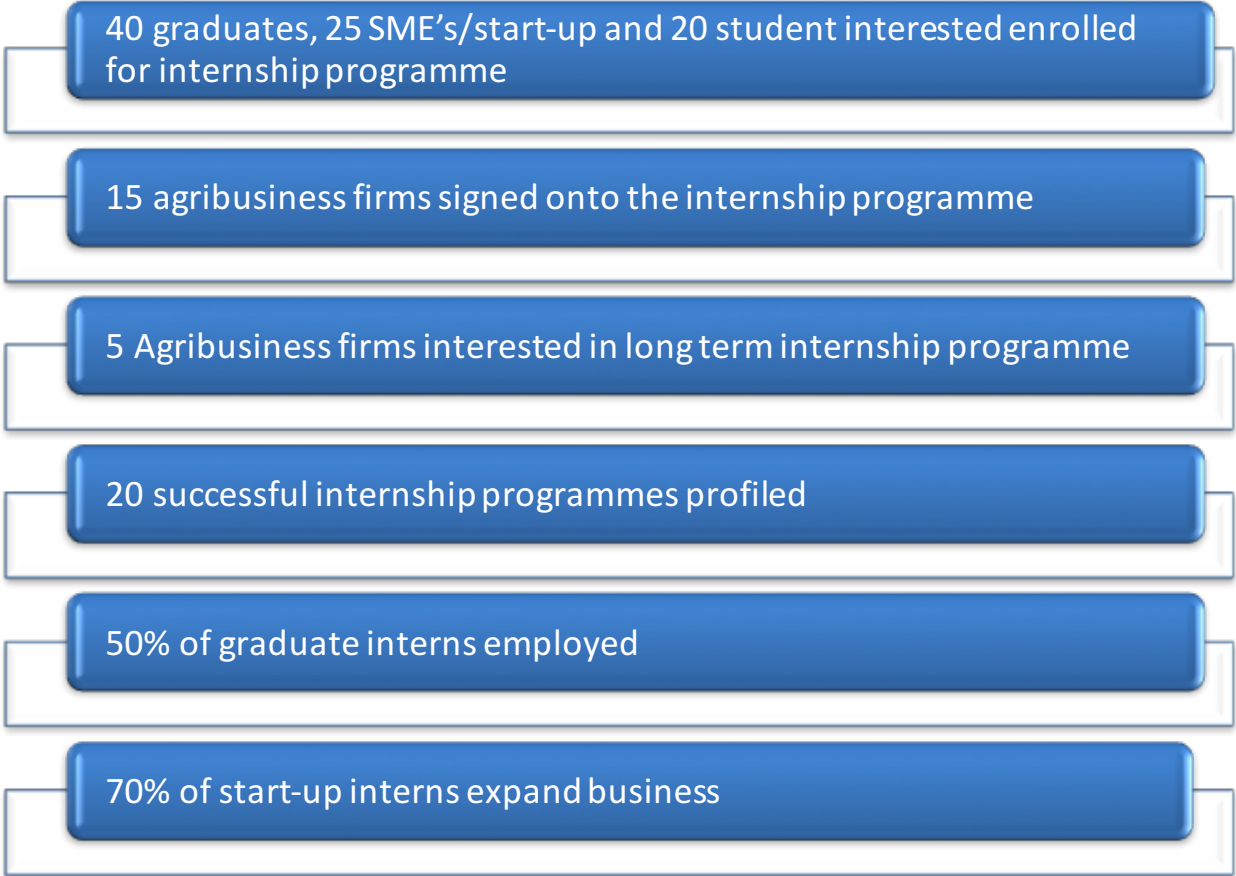 40 graduates, 25 SME’s/start-up and 20 student interested enrolled
for internship programme
15 agribusiness firms signed onto the internship programme
5 Agribusiness firms interested in long term internship programme
20 successful internship programmes profiled
50% of graduate interns employed
70% of start-up interns expand business